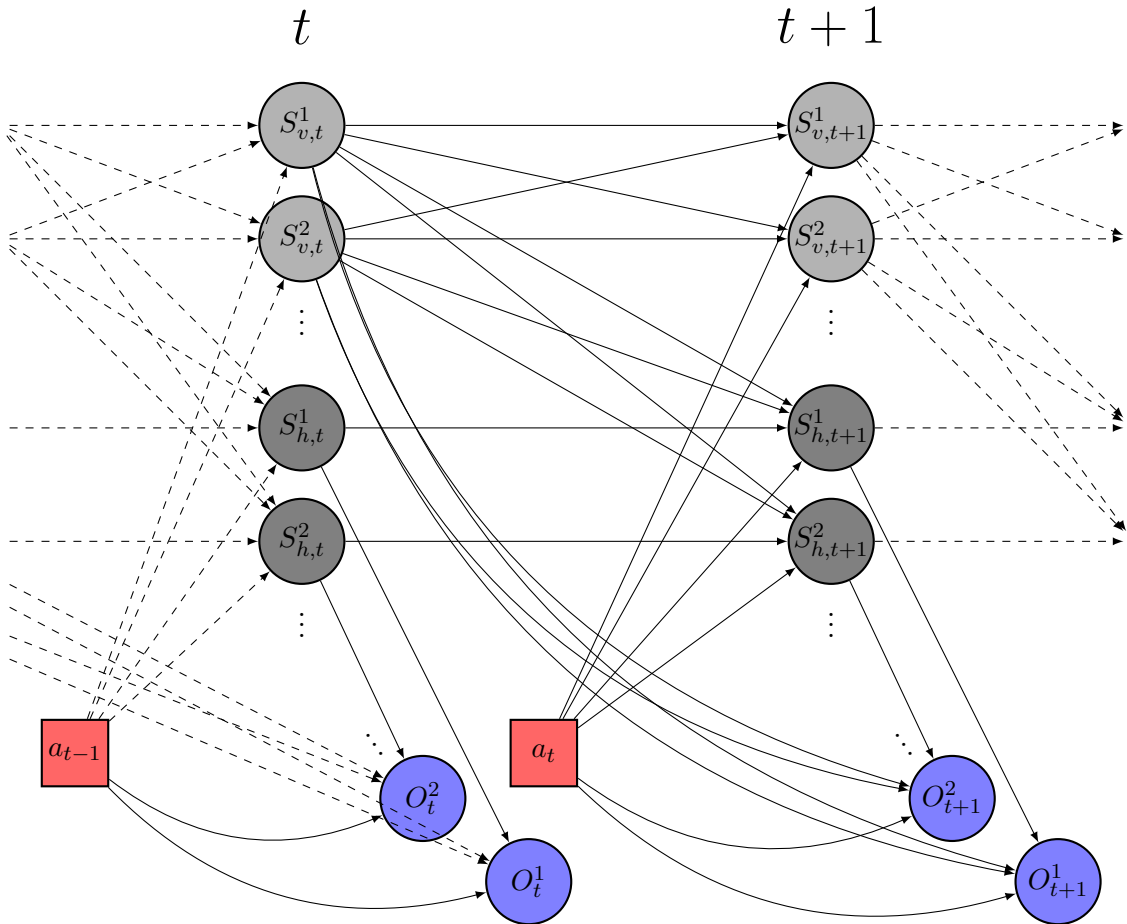 t t + 1
S^1_{v,t} S^1_{v,t+1}
S^2_{v,t} S^2_{v,t+1}
⋮ ⋮
S^1_{h,t} S^1_{h,t+1}
S^2_{h,t} S^2_{h,t+1}
⋮ ⋮
a_{t−1} ⋱ a_t ⋱
O^2_t O^2_{t+1}
O^1_t O^1_{t+1}